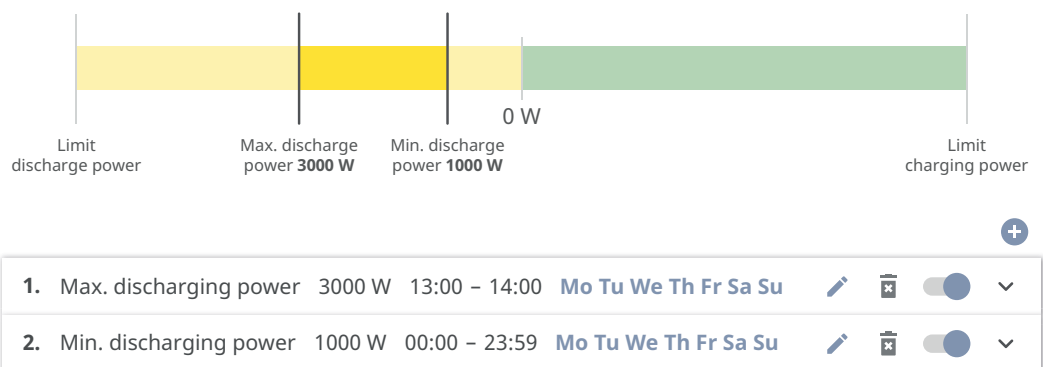 0 W
Limit
discharge power
Max. discharge
power 3000 W
Min. discharge
power 1000 W
Limit
charging power
1. Max. discharging power 3000 W 13:00 – 14:00 Mo Tu We Th Fr Sa Su
2. Min. discharging power 1000 W 00:00 – 23:59 Mo Tu We Th Fr Sa Su